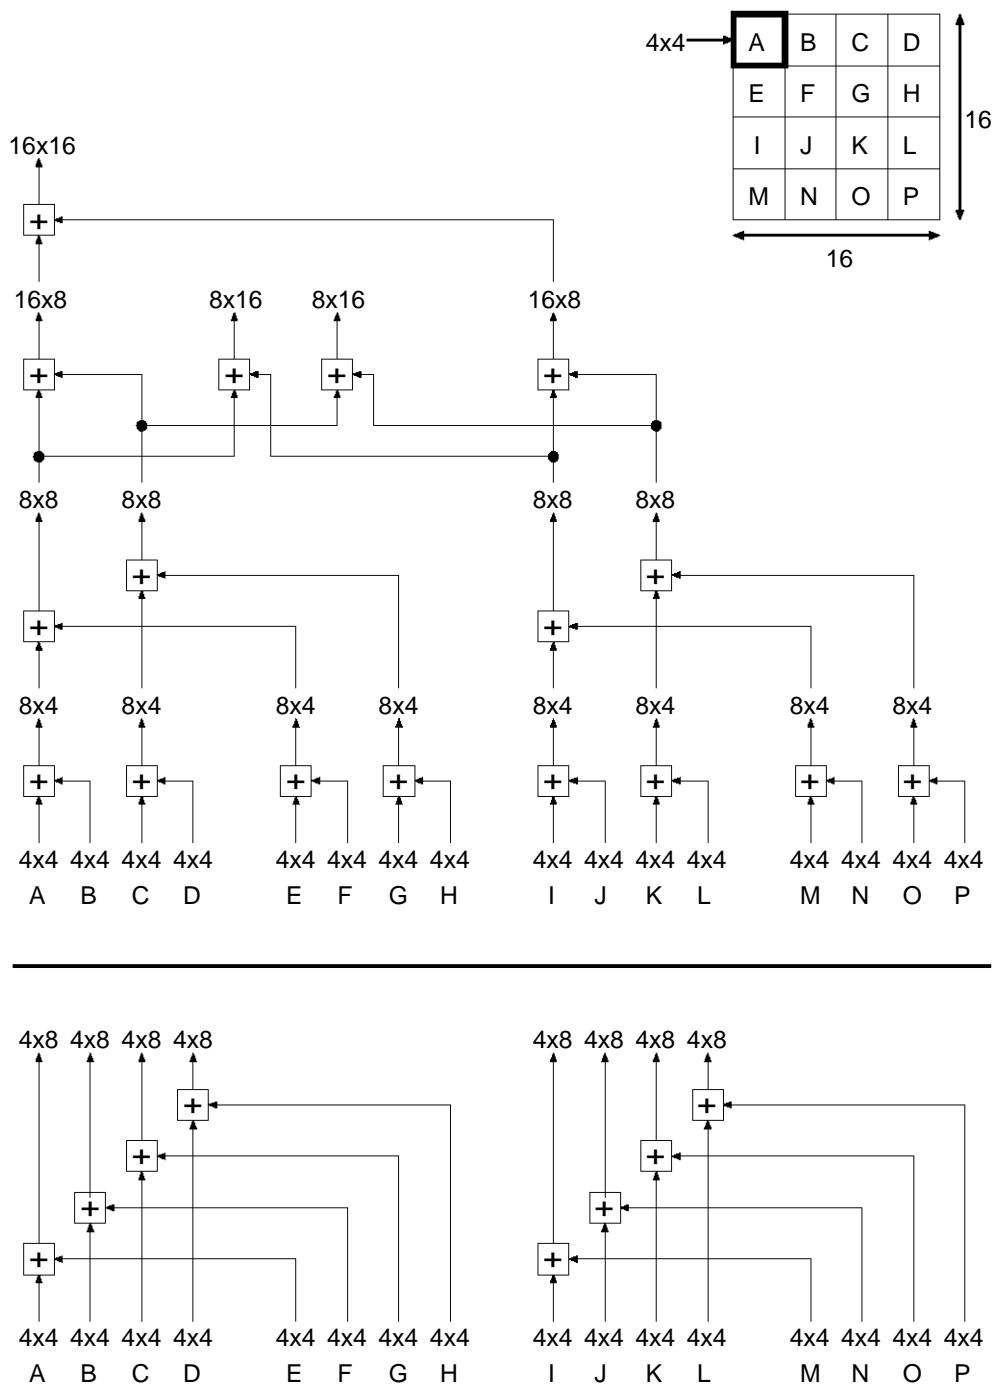 4x4 A B C D
E F G H
16
16x16
I J K L
M N O P
+
16
16x8 8x16 8x16 16x8
+ + + +
8x8 8x8 8x8 8x8
+ +
+ +
8x4 8x4 8x4 8x4 8x4 8x4 8x4 8x4
+ + + + + + + +
4x4 4x4 4x4 4x4 4x4 4x4 4x4 4x4 4x4 4x4 4x4 4x4 4x4 4x4 4x4 4x4
A B C D E F G H I J K L M N O P
4x8 4x8 4x8 4x8 4x8 4x8 4x8 4x8
+ +
+ +
+ +
+ +
4x4 4x4 4x4 4x4 4x4 4x4 4x4 4x4 4x4 4x4 4x4 4x4 4x4 4x4 4x4 4x4
A B C D E F G H I J K L M N O P